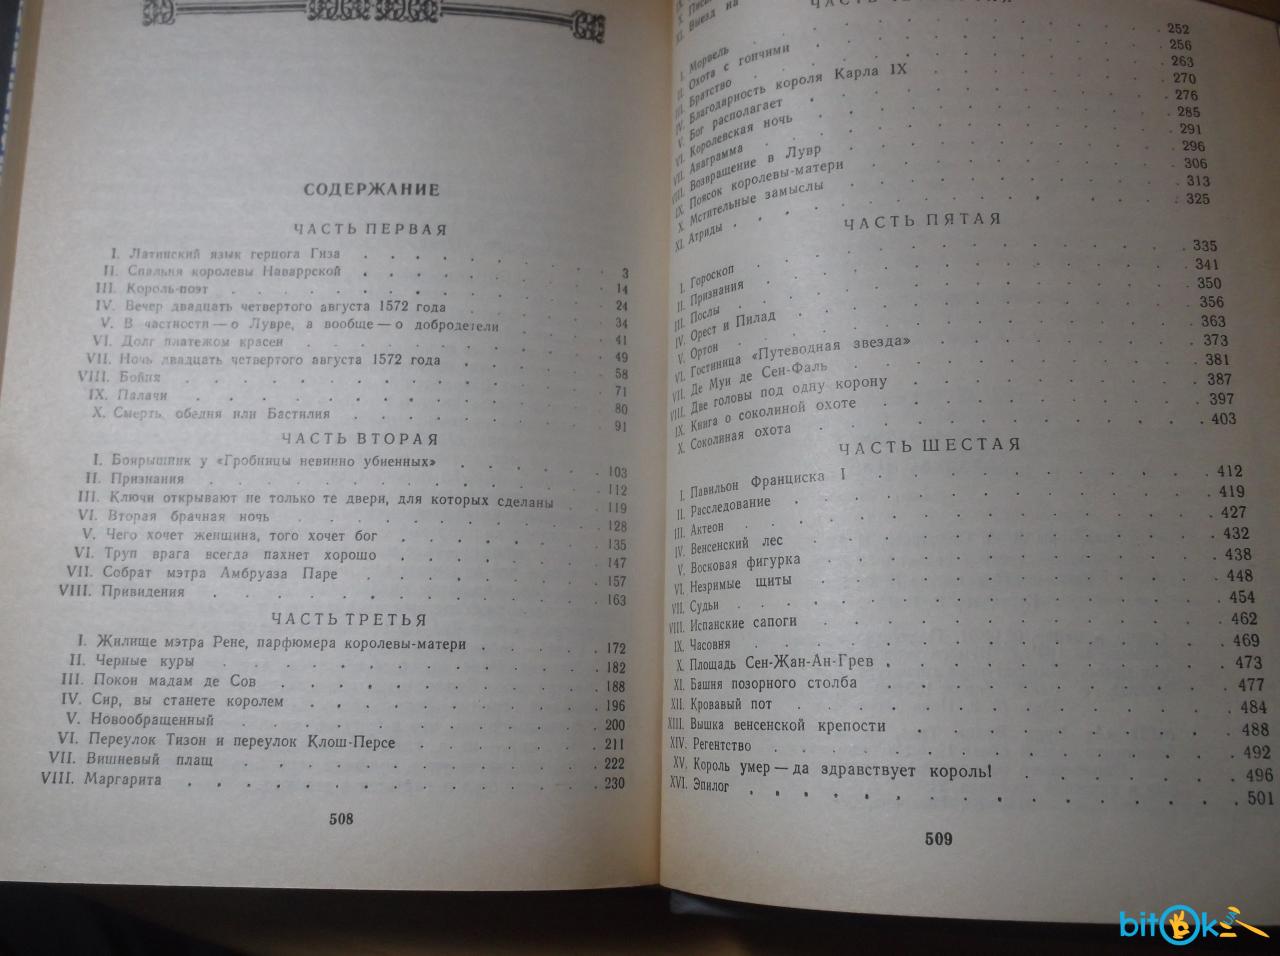 СОДЕРЖАНИЕ
ЧАСТЬ ПЕРВАЯ
I. Латинский язык герцога Гиза
II. Спальня королевы Наваррской 3
III. Король-поэт 14
IV. Вечер двадцать четвертого августа 1572 года 24
V. В частности — о Лувре, а вообще — о добродетели 34
VI. Долг платежом красен 41
VII. Ночь двадцать четвертого августа 1572 года 49
VIII. Бойня 58
IX. Палачи 71
X. Смерть, обедня или Бастилия 80
91
ЧАСТЬ ВТОРАЯ
I. Боярышник у «Гробницы невинно убиенных» 103
II. Признания 112
III. Ключи открывают не только те двери, для которых сделаны 119
VI. Вторая брачная ночь 128
V. Чего хочет женщина, того хочет бог 135
VI. Труп врага всегда пахнет хорошо 147
VII. Собрат мэтра Амбруаза Паре 157
VIII. Привидения 163
ЧАСТЬ ТРЕТЬЯ
I. Жилище мэтра Рене, парфюмера королевы-матери 172
II. Черные куры 182
III. Покои мадам де Сов 188
IV. Сир, вы станете королем 196
V. Новообращенный 200
VI. Переулок Тизон и переулок Клош-Персе 211
VII. Вишневый плащ 222
VIII. Маргарита 230
508
IX.
X.
XI. Выезд на
ЧАСТЬ ЧЕТВЕРТАЯ
I. Морвель 252
II. Охота с гончими 256
III. Братство 263
IV. Благодарность короля Карла IX 270
V. Бог располагает 276
VI. Королевская ночь 285
VII. Анаграмма 291
VIII. Возвращение в Лувр 296
IX. Поясок королевы-матери 306
X. Мстительные замыслы 313
XI. Атриды 325
ЧАСТЬ ПЯТАЯ
I. Гороскоп 335
II. Признания 341
III. Послы 350
IV. Орест и Пилад 356
V. Ортон 363
VI. Гостиница «Путеводная звезда» 373
VII. Де Муи де Сен-Фаль 381
VIII. Две головы под одну корону 387
IX. Книга о соколиной охоте 397
X. Соколиная охота 403
ЧАСТЬ ШЕСТАЯ
I. Павильон Франциска I 412
II. Расследование 419
III. Актеон 427
IV. Венсенский лес 432
V. Восковая фигурка 438
VI. Незримые щиты 448
VII. Судьи 454
VIII. Испанские сапоги 462
IX. Часовня 469
X. Площадь Сен-Жан-Ан-Грев 473
XI. Башня позорного столба 477
XII. Кровавый пот 484
XIII. Вышка венсенской крепости 488
XIV. Регентство 492
XV. Король умер — да здравствует король! 496
XVI. Эпилог 501
509
bitOk
UA